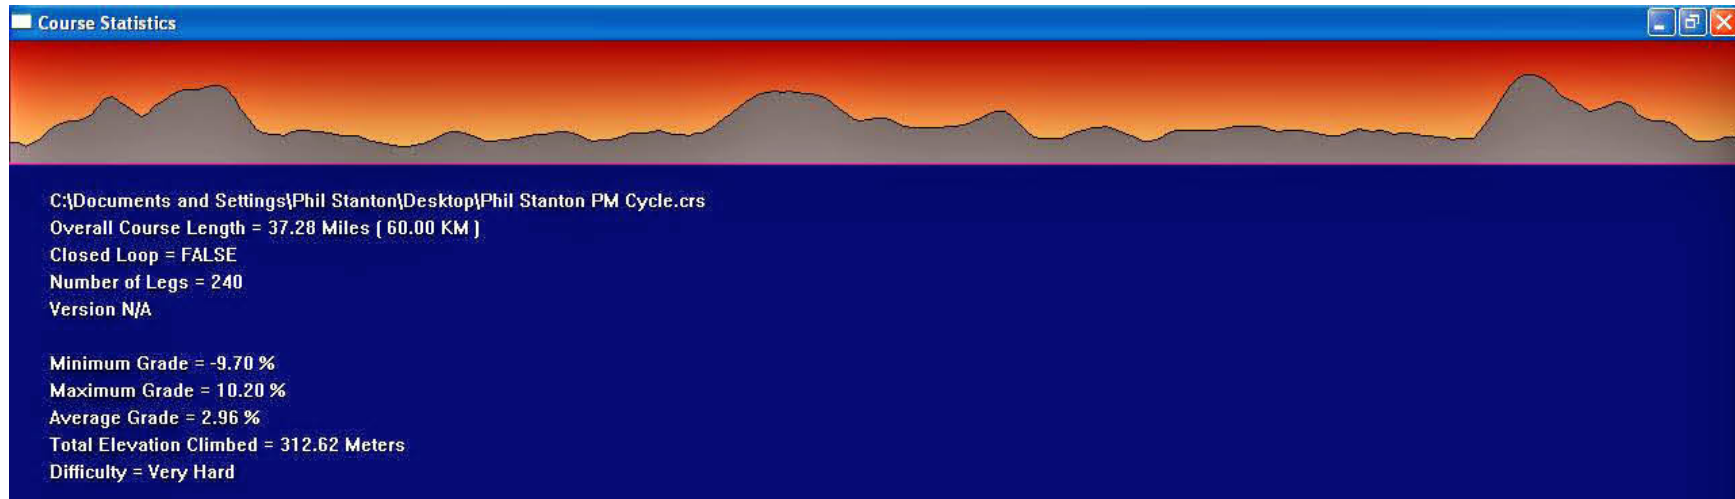 Course Statistics
C:\Documents and Settings\Phil Stanton\Desktop\Phil Stanton PM Cycle.crs
Overall Course Length = 37.28 Miles ( 60.00 KM )
Closed Loop = FALSE
Number of Legs = 240
Version N/A
Minimum Grade = -9.70 %
Maximum Grade = 10.20 %
Average Grade = 2.96 %
Total Elevation Climbed = 312.62 Meters
Difficulty = Very Hard